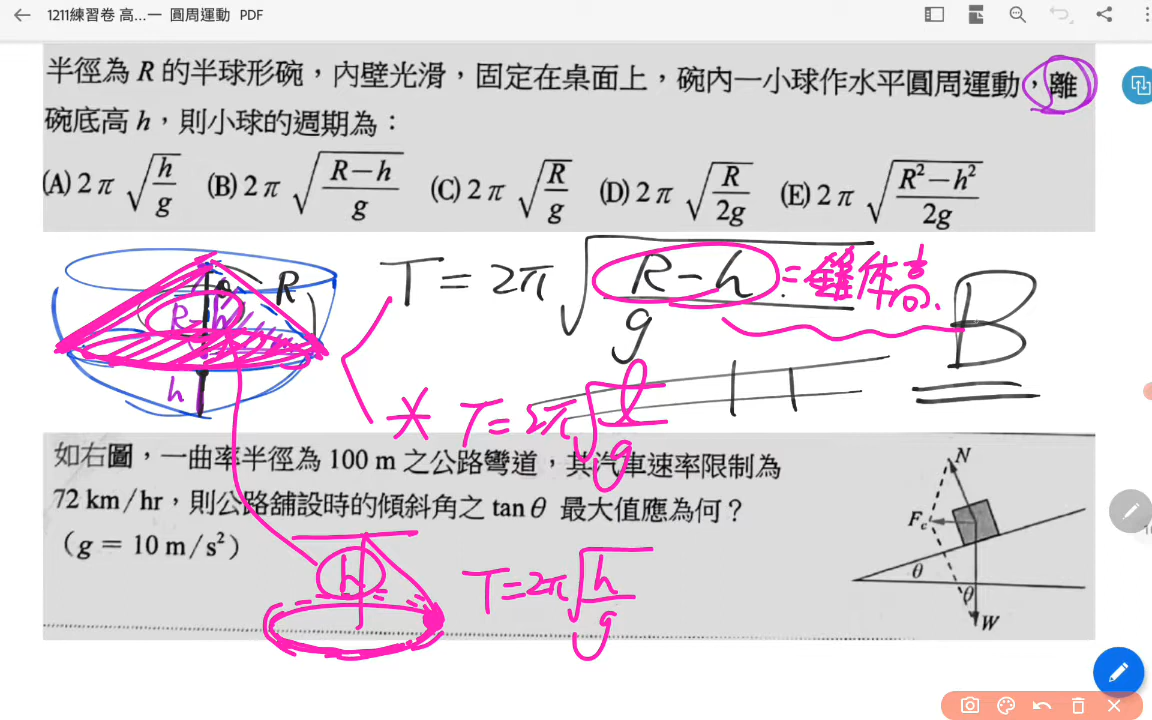 1211練習卷 高...一 圓周運動 PDF
半徑為 R 的半球形碗，內壁光滑，固定在桌面上，碗內一小球作水平圓周運動，離
碗底高 h，則小球的週期為：
(A) 2π √(h/g) (B) 2π √((R−h)/g) (C) 2π √(R/g) (D) 2π √(R/2g) (E) 2π √((R²−h²)/2g)
θ R
R−h
h
T = 2π √((R−h)/g) = 錐体高.
B
* T = 2π √(ℓ/g)
如右圖，一曲率半徑為 100 m 之公路彎道，其汽車速率限制為
72 km/hr，則公路舖設時的傾斜角之 tanθ 最大值應為何？
（g = 10 m/s²）
N
Fc
θ
θ
W
h
T = 2π √(h/g)